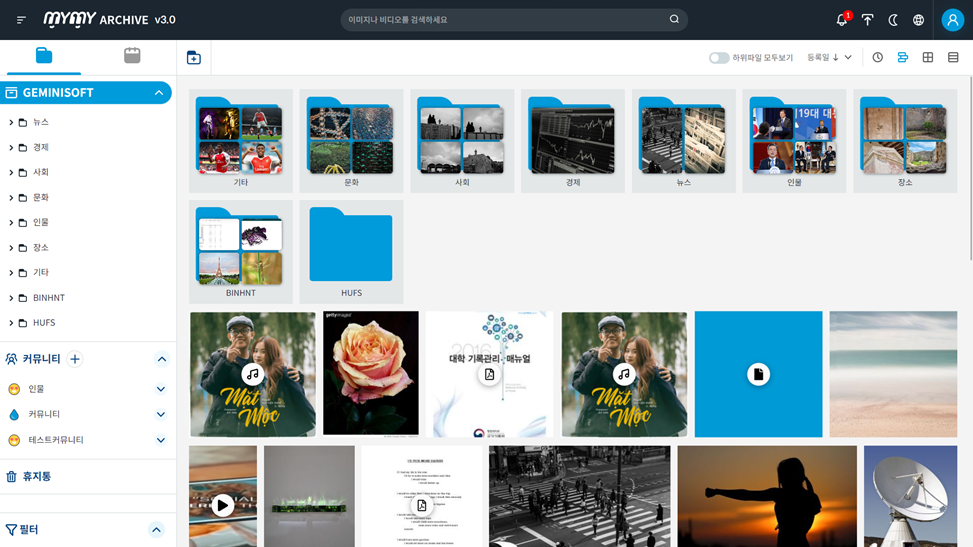 MYMY ARCHIVE v3.0
이미지나 비디오를 검색하세요
1
하위파일 모두보기
등록일
GEMINISOFT
뉴스
경제
사회
문화
인물
장소
기타
BINHNT
HUFS
커뮤니티
인물
커뮤니티
테스트커뮤니티
휴지통
필터
기타
문화
사회
경제
뉴스
19대 대
인물
장소
BINHNT
HUFS
Mặt Mộc
gettyimages
2016
대학 기록관리 매뉴얼
Mặt Mộc